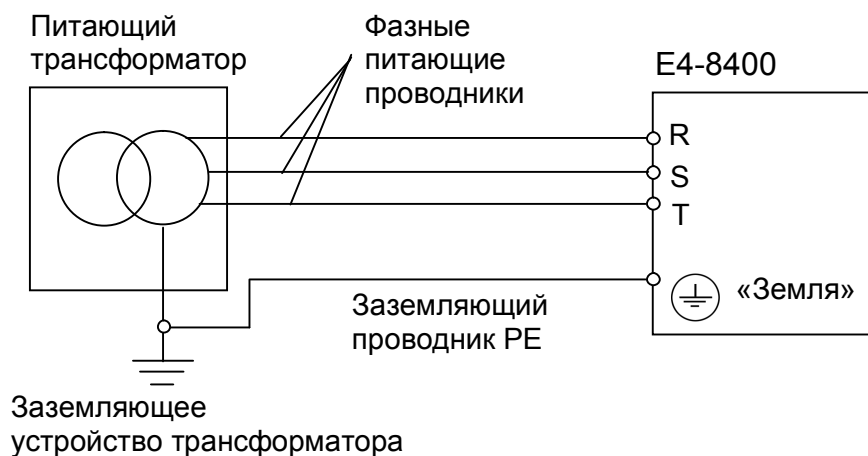 Питающий
трансформатор
Фазные
питающие
проводники
E4-8400
R
S
T
«Земля»
Заземляющий
проводник PE
Заземляющее
устройство трансформатора